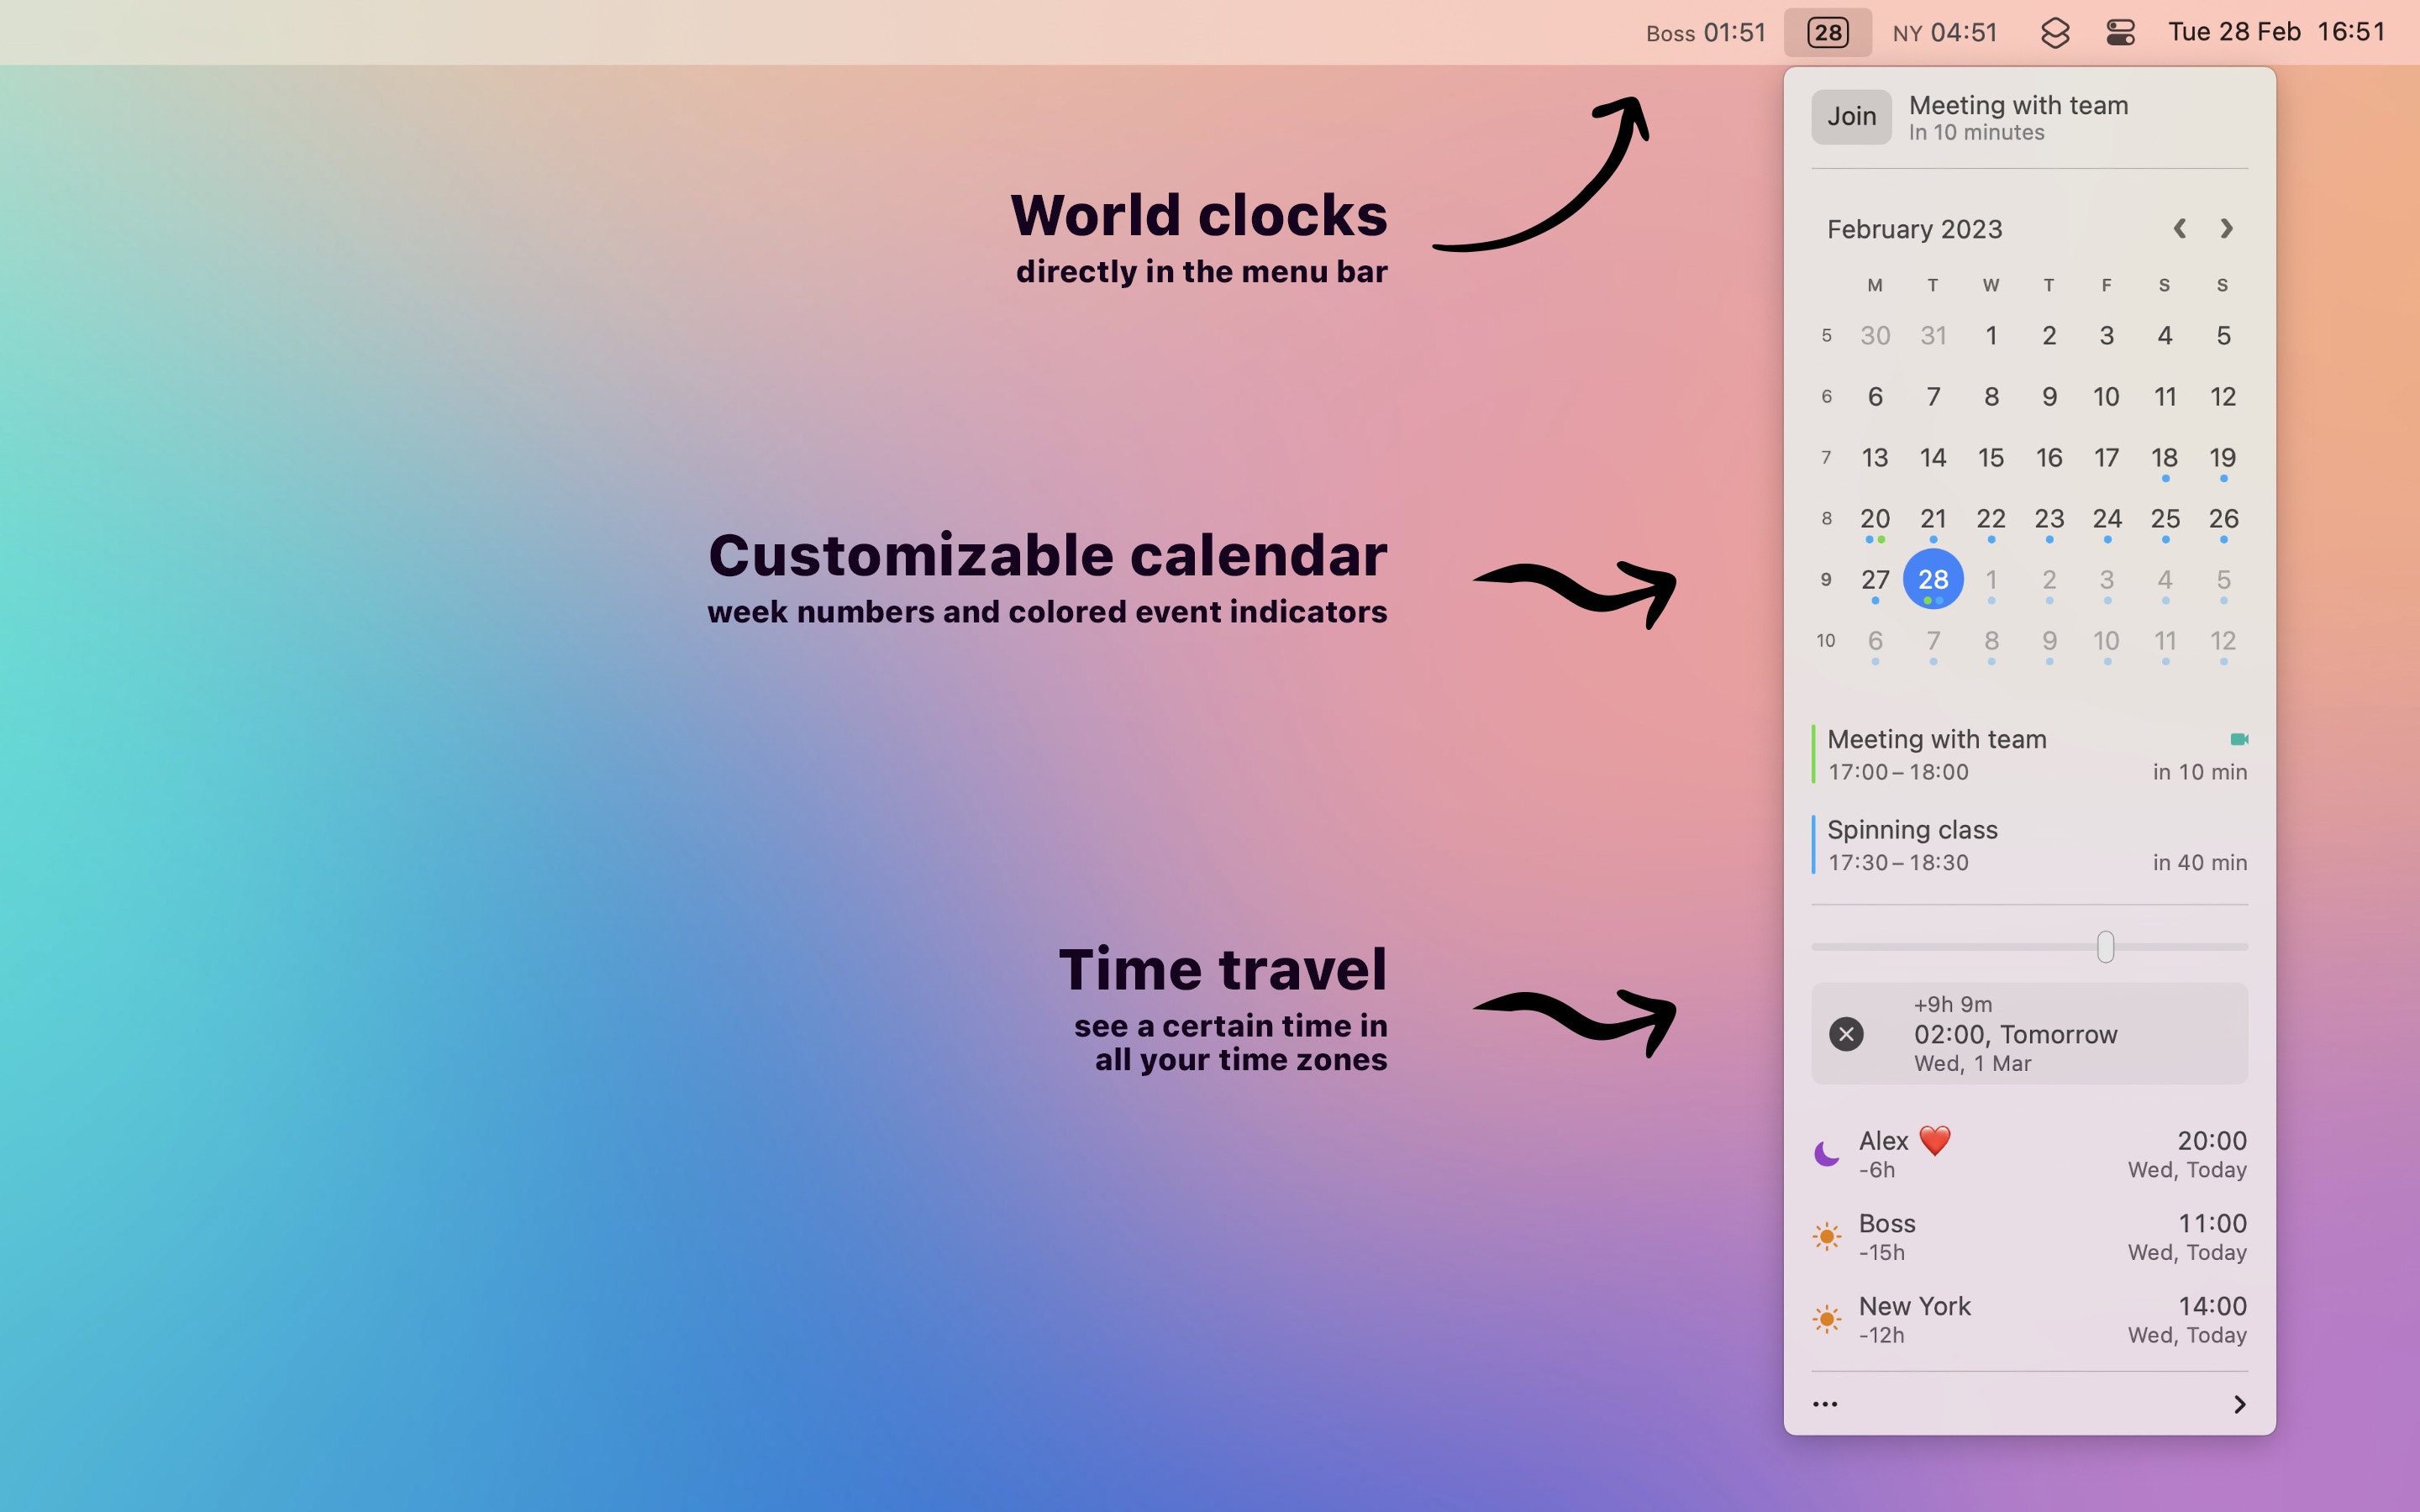 Boss 01:51 28 NY 04:51 Tue 28 Feb 16:51
World clocks
directly in the menu bar
Customizable calendar
week numbers and colored event indicators
Time travel
see a certain time in
all your time zones
Join Meeting with team
In 10 minutes
February 2023
M T W T F S S
5 30 31 1 2 3 4 5
6 6 7 8 9 10 11 12
7 13 14 15 16 17 18 19
8 20 21 22 23 24 25 26
9 27 28 1 2 3 4 5
10 6 7 8 9 10 11 12
Meeting with team
17:00 – 18:00 in 10 min
Spinning class
17:30 – 18:30 in 40 min
+9h 9m
02:00, Tomorrow
Wed, 1 Mar
Alex ❤️ 20:00
-6h Wed, Today
Boss 11:00
-15h Wed, Today
New York 14:00
-12h Wed, Today